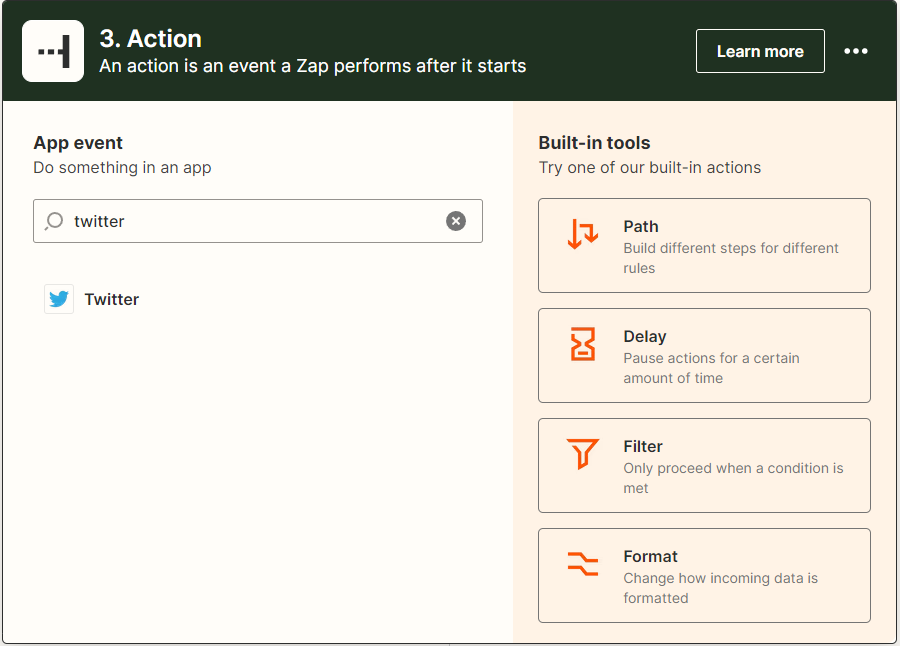 3. Action
An action is an event a Zap performs after it starts
Learn more
App event
Do something in an app
twitter
Twitter
Built-in tools
Try one of our built-in actions
Path
Build different steps for different
rules
Delay
Pause actions for a certain
amount of time
Filter
Only proceed when a condition is
met
Format
Change how incoming data is
formatted